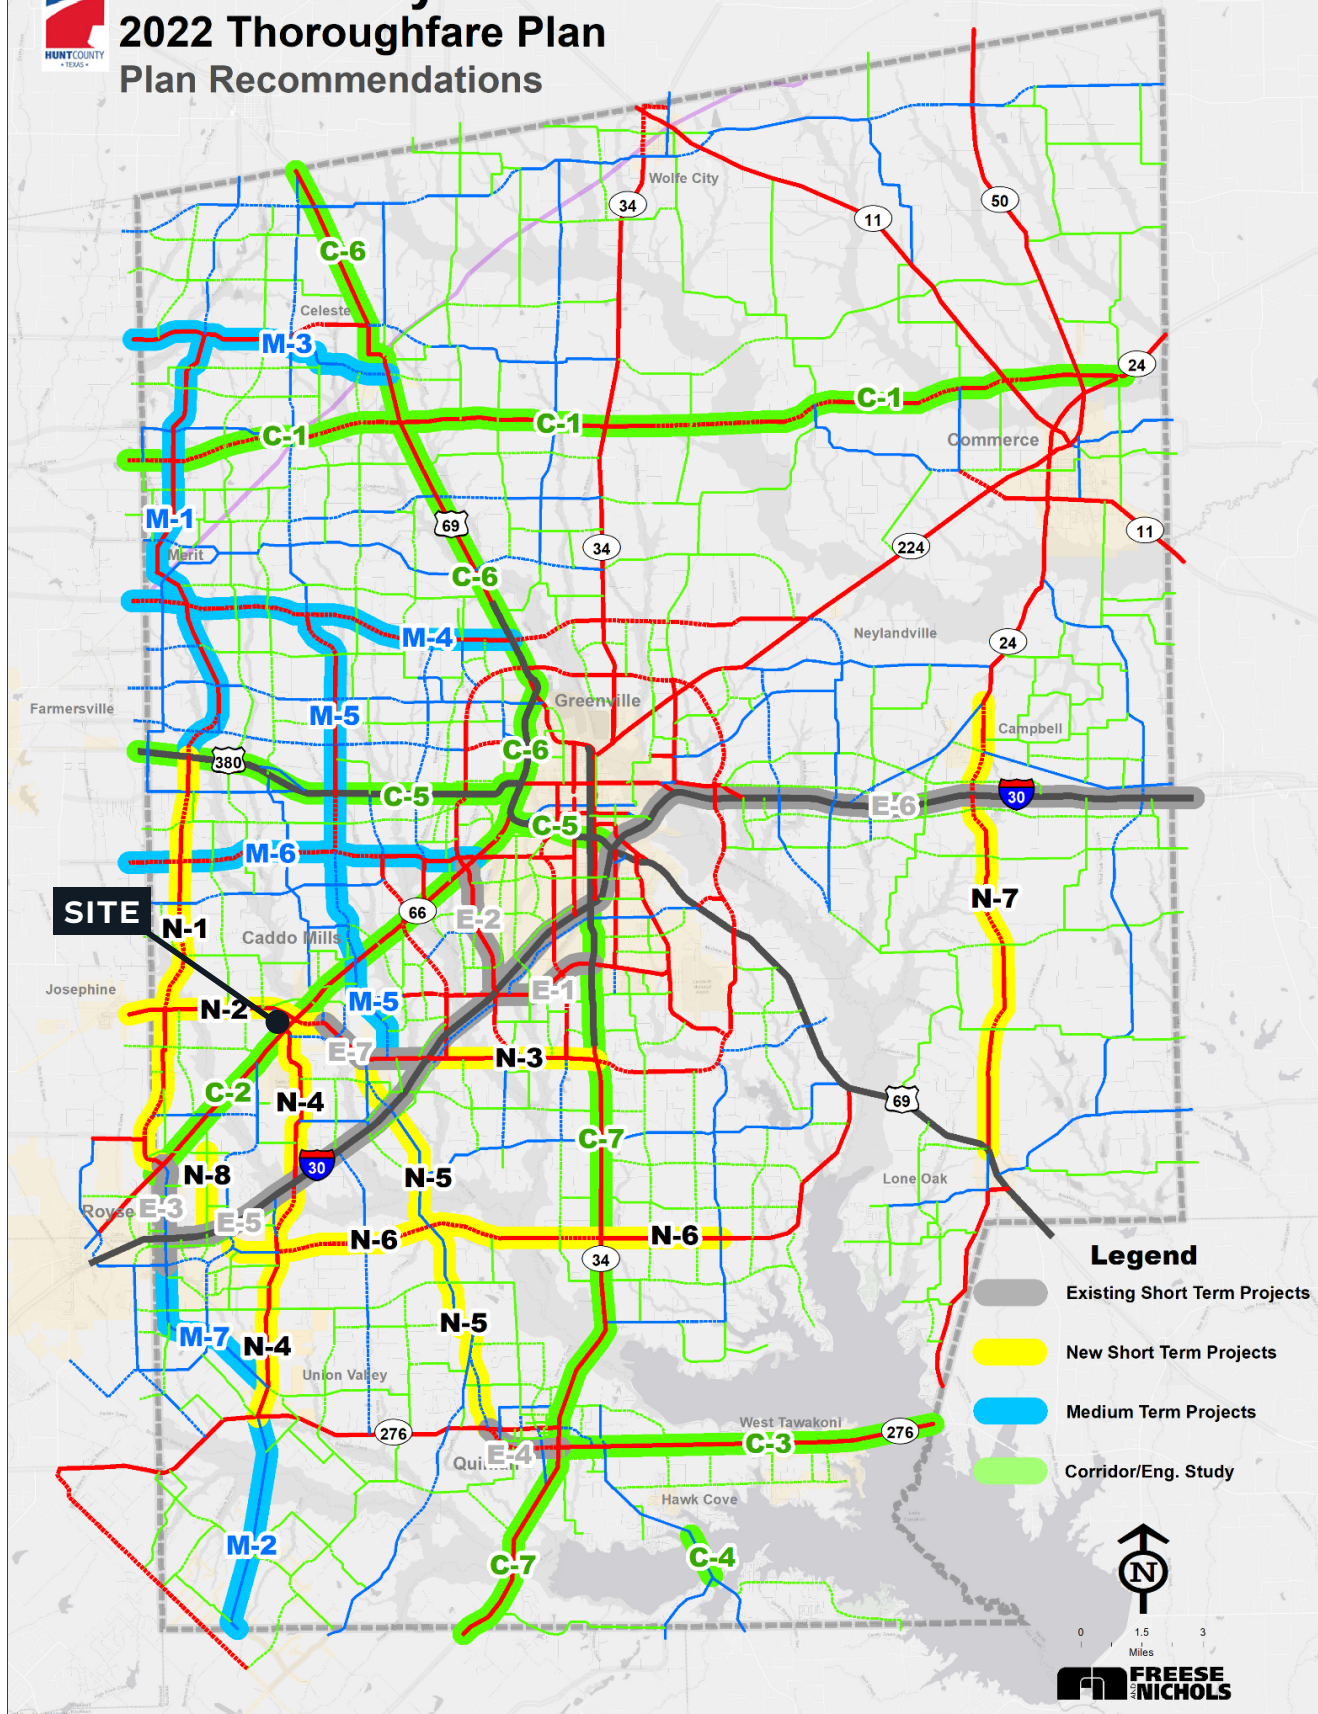 2022 Thoroughfare Plan
HUNTCOUNTY
• TEXAS •
Plan Recommendations
Wolfe City
34
11
50
C-6
Celeste
M-3
24
C-1
C-1
C-1
Commerce
M-1
69
34
224
11
Merit
C-6
M-4
Neylandville
24
Farmersville
M-5
Greenville
Campbell
380
C-6
C-5
E-6
30
C-5
M-6
N-7
SITE
66
E-2
N-1
Caddo Mills
Josephine
N-2
M-5
E-1
E-7
N-3
C-2
N-4
69
C-7
30
N-8
N-5
Lone Oak
Royse
E-3
E-5
N-6
N-6
34
Legend
Existing Short Term Projects
M-7
N-4
N-5
New Short Term Projects
Union Valley
Medium Term Projects
276
West Tawakoni
276
C-3
E-4
Corridor/Eng. Study
Hawk Cove
M-2
C-7
C-4
N
0 1.5 3
Miles
FREESE
AND
NICHOLS